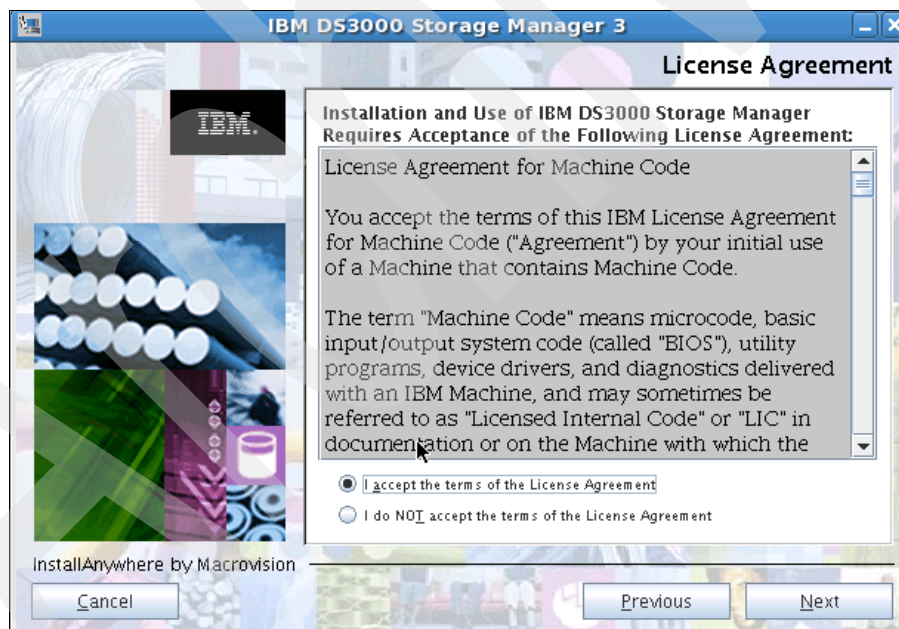 IBM DS3000 Storage Manager 3
License Agreement
IBM.
Installation and Use of IBM DS3000 Storage Manager
Requires Acceptance of the Following License Agreement:
License Agreement for Machine Code
You accept the terms of this IBM License Agreement
for Machine Code ("Agreement") by your initial use
of a Machine that contains Machine Code.
The term "Machine Code" means microcode, basic
input/output system code (called "BIOS"), utility
programs, device drivers, and diagnostics delivered
with an IBM Machine, and may sometimes be
referred to as "Licensed Internal Code" or "LIC" in
documentation or on the Machine with which the
I accept the terms of the License Agreement
I do NOT accept the terms of the License Agreement
InstallAnywhere by Macrovision
Cancel
Previous
Next